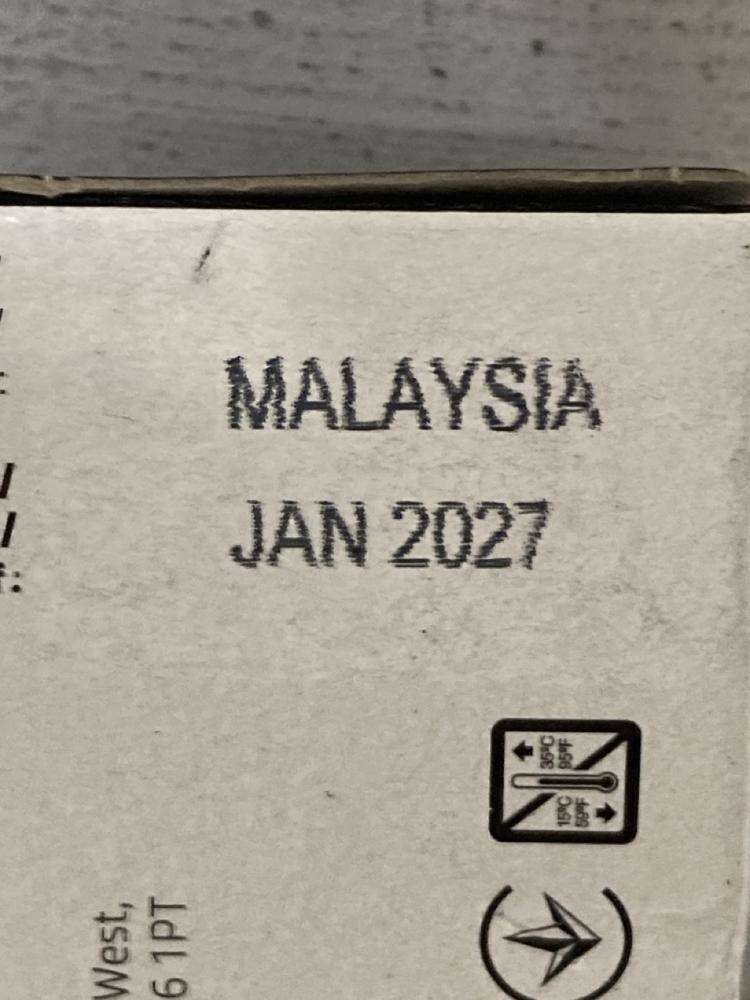 MALAYSIA
JAN 2027
35°C
95°F
15°C
59°F
West,
6 1PT